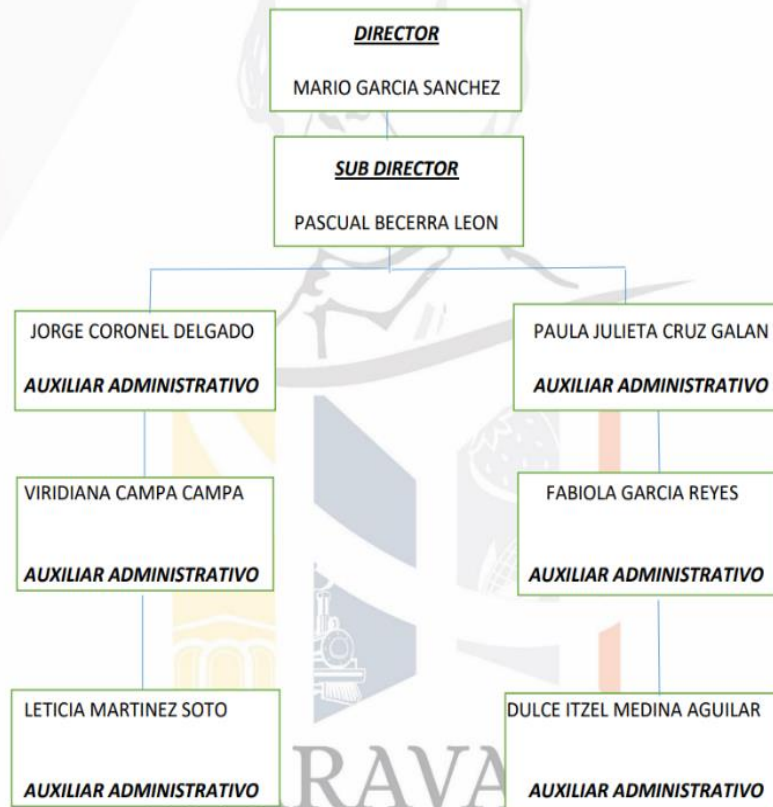 DIRECTOR
MARIO GARCIA SANCHEZ
SUB DIRECTOR
PASCUAL BECERRA LEON
JORGE CORONEL DELGADO
AUXILIAR ADMINISTRATIVO
PAULA JULIETA CRUZ GALAN
AUXILIAR ADMINISTRATIVO
VIRIDIANA CAMPA CAMPA
AUXILIAR ADMINISTRATIVO
FABIOLA GARCIA REYES
AUXILIAR ADMINISTRATIVO
LETICIA MARTINEZ SOTO
AUXILIAR ADMINISTRATIVO
DULCE ITZEL MEDINA AGUILAR
AUXILIAR ADMINISTRATIVO